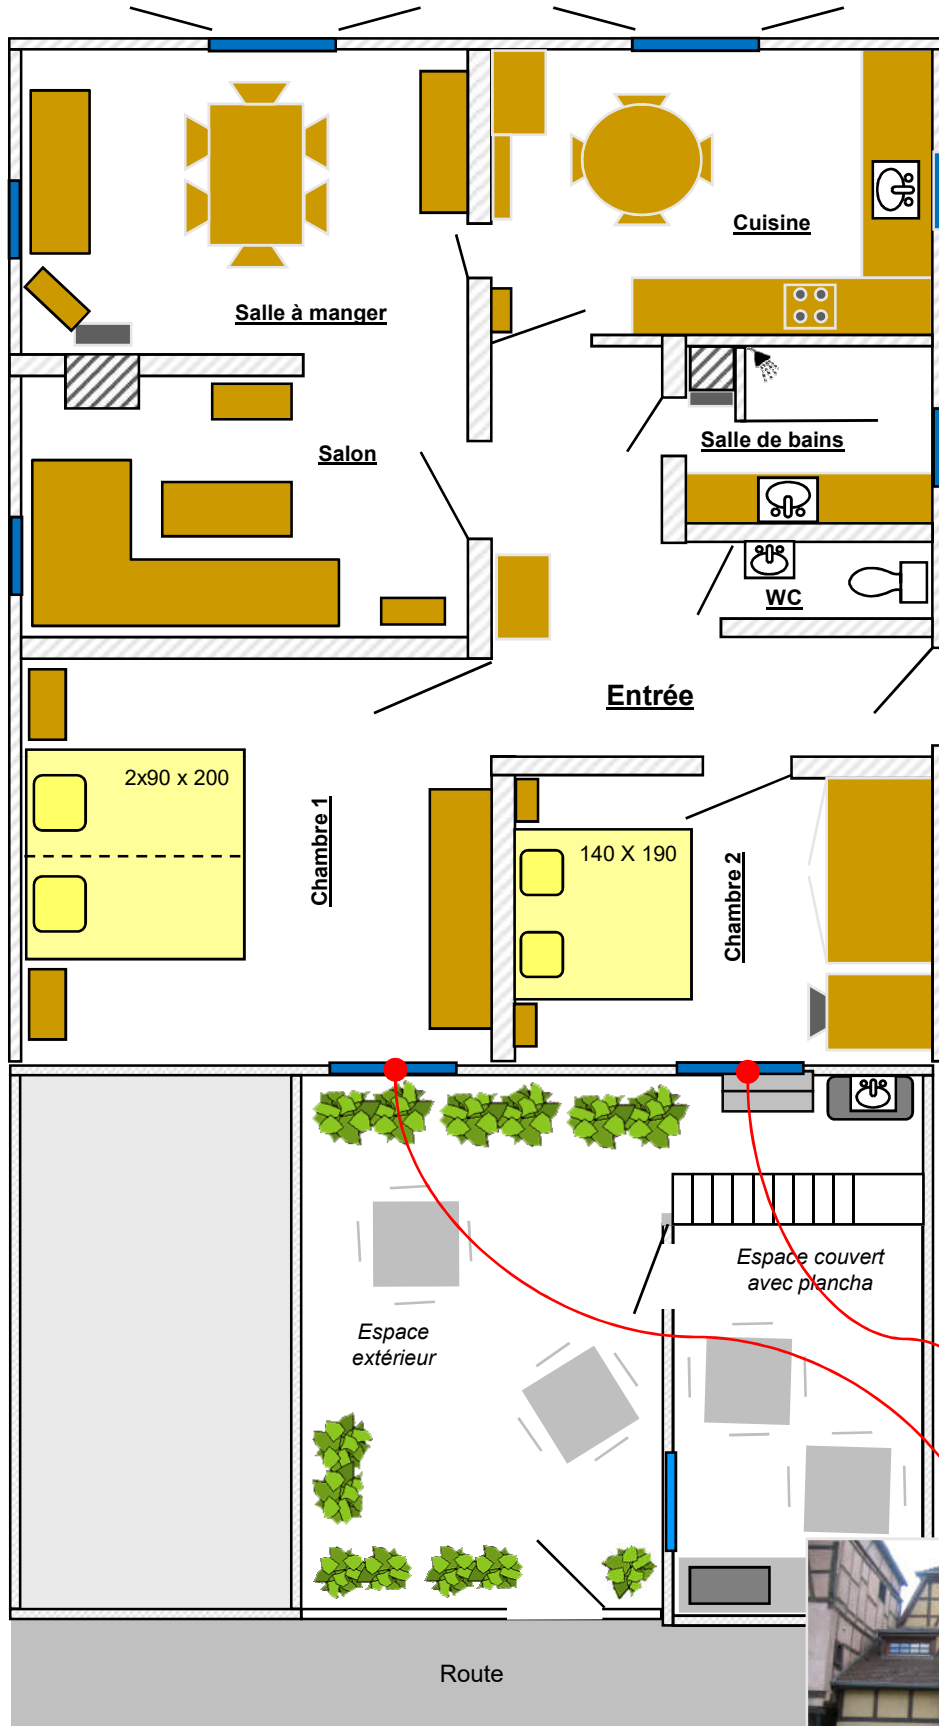 Cuisine
Salle à manger
Salle de bains
Salon
WC
Entrée
2x90 x 200
Chambre 1
140 X 190
Chambre 2
Espace couvert
avec plancha
Espace
extérieur
Route